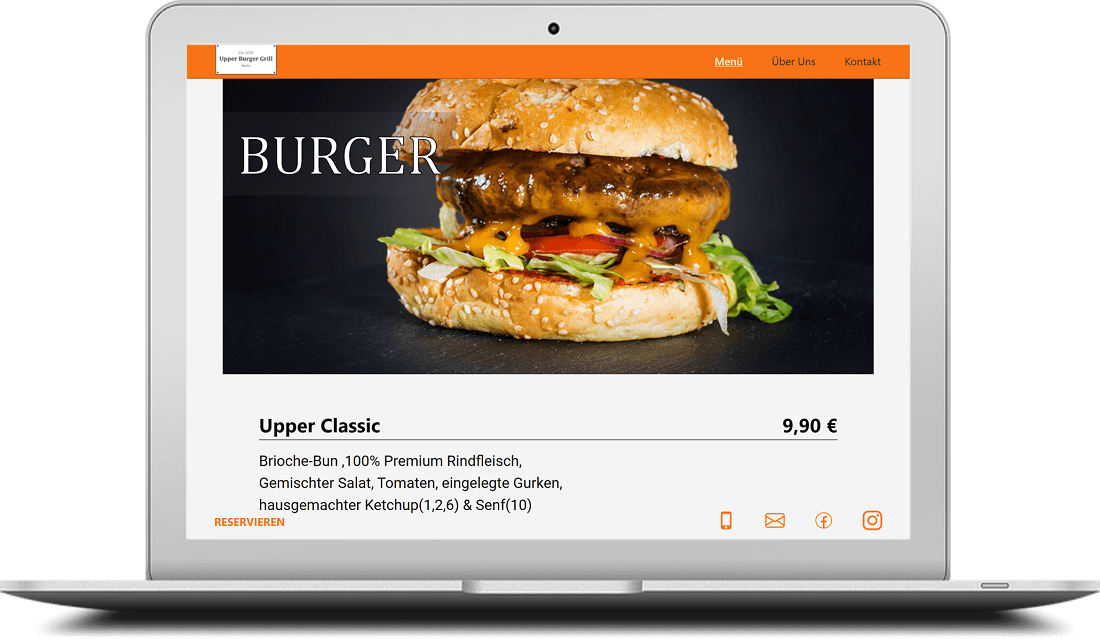 Est 2016
Upper Burger Grill
Berlin
Menü
Über Uns
Kontakt
BURGER
Upper Classic
9,90 €
Brioche-Bun ,100% Premium Rindfleisch,
Gemischter Salat, Tomaten, eingelegte Gurken,
hausgemachter Ketchup(1,2,6) & Senf(10)
RESERVIEREN